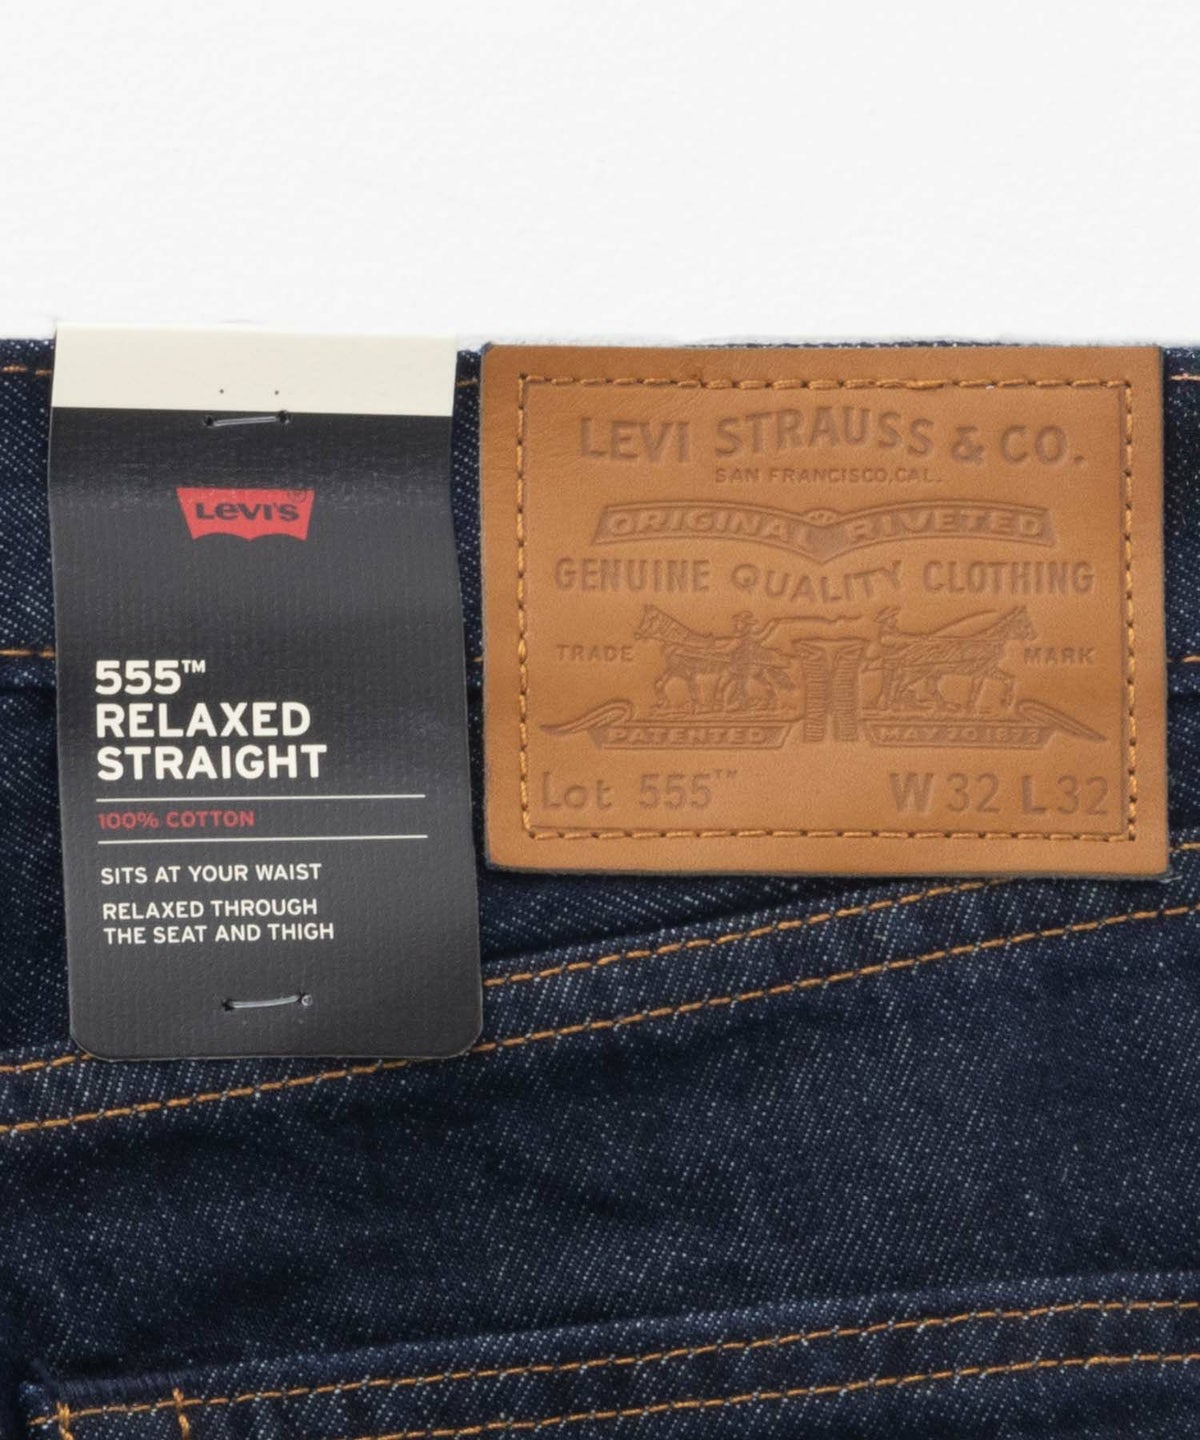 LEVI'S
®
555™
RELAXED
STRAIGHT
100% COTTON
SITS AT YOUR WAIST
RELAXED THROUGH
THE SEAT AND THIGH
LEVI STRAUSS & CO.
SAN FRANCISCO, CAL.
ORIGINAL RIVETED
GENUINE QUALITY CLOTHING
TRADE MARK
PATENTED MAY 20 1873
Lot 555™ W 32 L 32